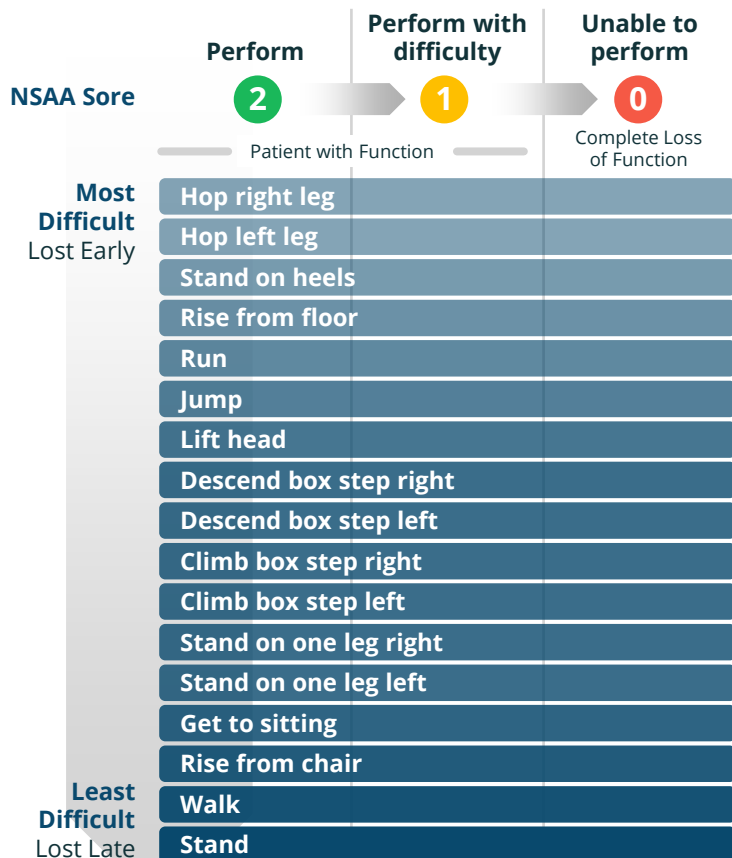 Perform
Perform with
difficulty
Unable to
perform
NSAA Sore
2
1
0
Patient with Function
Complete Loss
of Function
Most
Difficult
Lost Early
Hop right leg
Hop left leg
Stand on heels
Rise from floor
Run
Jump
Lift head
Descend box step right
Descend box step left
Climb box step right
Climb box step left
Stand on one leg right
Stand on one leg left
Get to sitting
Rise from chair
Least
Difficult
Lost Late
Walk
Stand